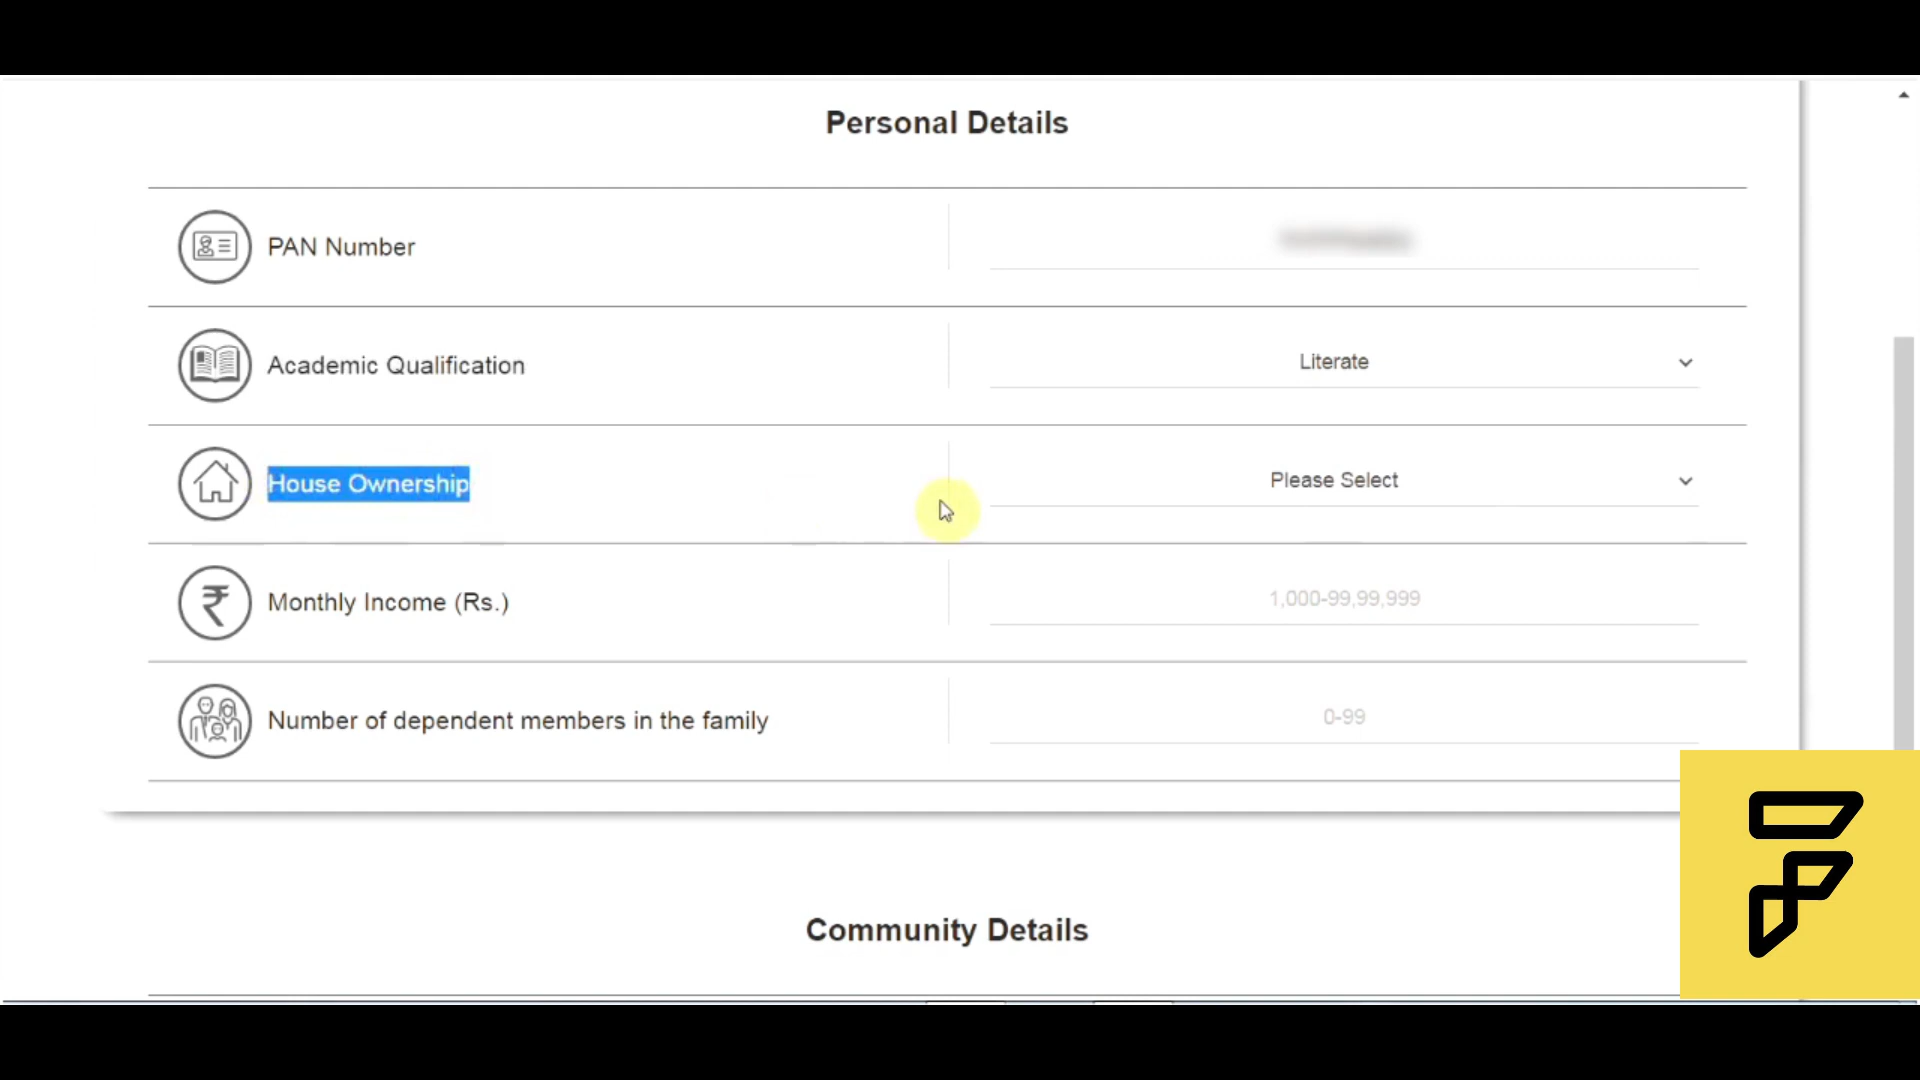 Personal Details
PAN Number
Academic Qualification
Literate
House Ownership
Please Select
Monthly Income (Rs.)
1,000-99,99,999
Number of dependent members in the family
0-99
Community Details